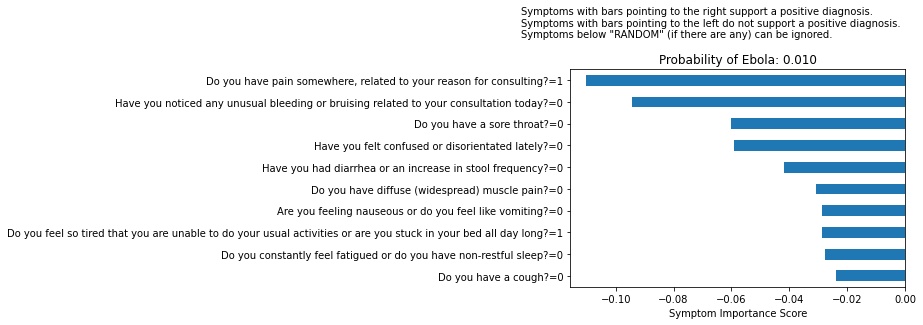 Symptoms with bars pointing to the right support a positive diagnosis.
Symptoms with bars pointing to the left do not support a positive diagnosis.
Symptoms below "RANDOM" (if there are any) can be ignored.
Probability of Ebola: 0.010
Do you have pain somewhere, related to your reason for consulting?=1
Have you noticed any unusual bleeding or bruising related to your consultation today?=0
Do you have a sore throat?=0
Have you felt confused or disorientated lately?=0
Have you had diarrhea or an increase in stool frequency?=0
Do you have diffuse (widespread) muscle pain?=0
Are you feeling nauseous or do you feel like vomiting?=0
Do you feel so tired that you are unable to do your usual activities or are you stuck in your bed all day long?=1
Do you constantly feel fatigued or do you have non-restful sleep?=0
Do you have a cough?=0
−0.10 −0.08 −0.06 −0.04 −0.02 0.00
Symptom Importance Score